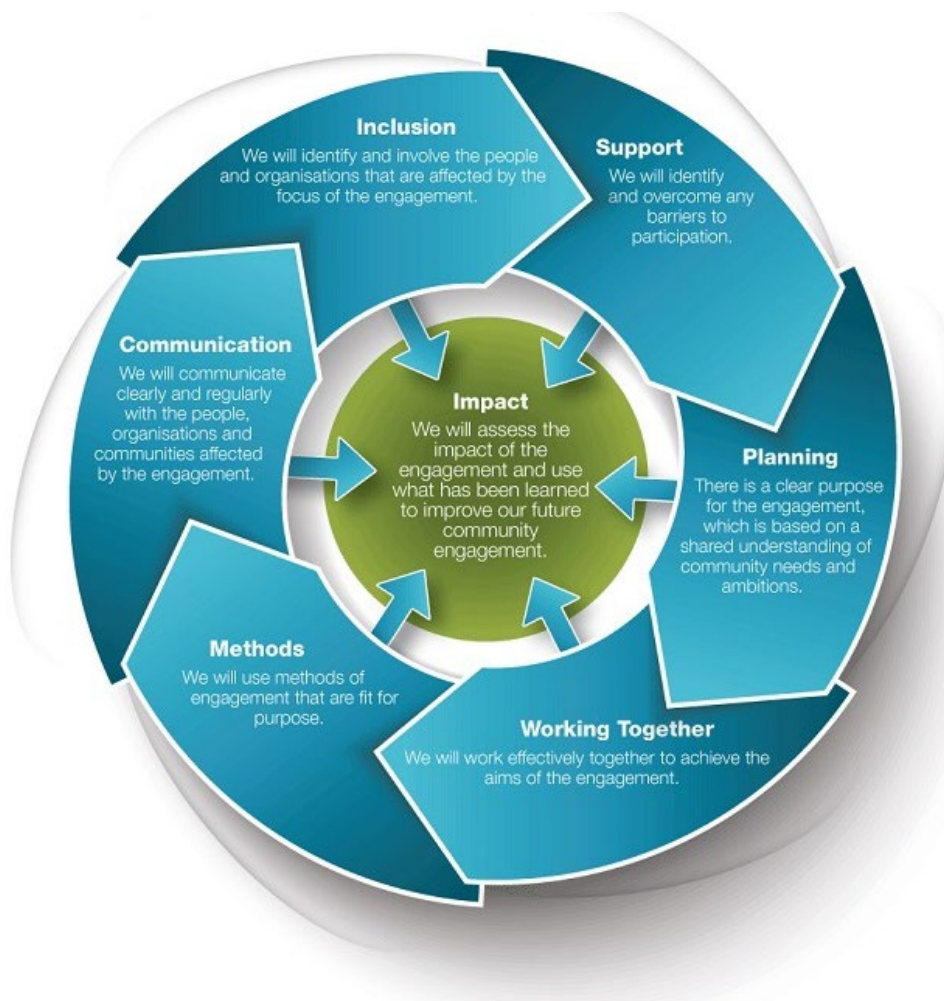 Inclusion
We will identify and involve the people
and organisations that are affected by the
focus of the engagement.
Support
We will identify
and overcome any
barriers to
participation.
Planning
There is a clear purpose
for the engagement,
which is based on a
shared understanding of
community needs and
ambitions.
Working Together
We will work effectively together to achieve the
aims of the engagement.
Methods
We will use methods of
engagement that are fit for
purpose.
Communication
We will communicate
clearly and regularly
with the people,
organisations and
communities affected
by the engagement.
Impact
We will assess the
impact of the
engagement and use
what has been learned
to improve our future
community
engagement.